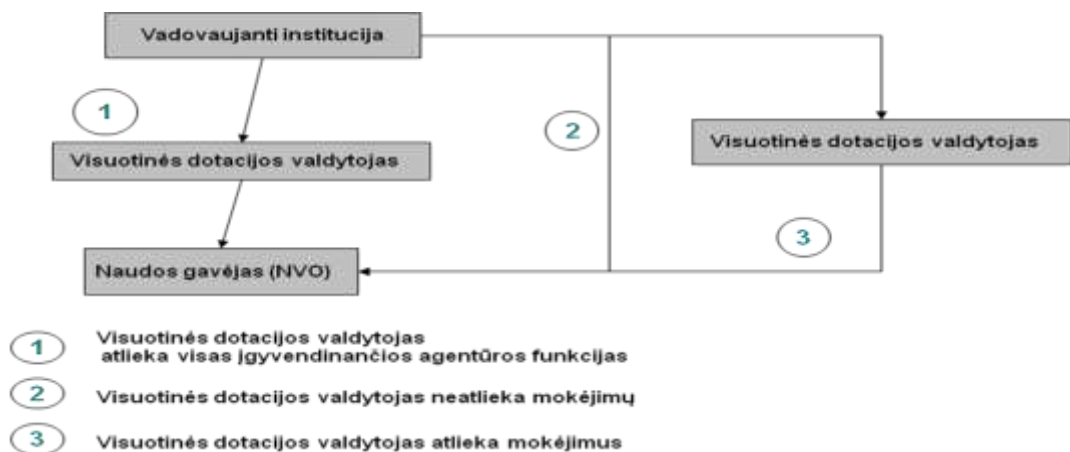 Vadovaujanti institucija
1
Visuotinės dotacijos valdytojas
2
Visuotinės dotacijos valdytojas
3
Naudos gavėjas (NVO)
1 Visuotinės dotacijos valdytojas
atlieka visas įgyvendinančios agentūros funkcijas
2 Visuotinės dotacijos valdytojas neatlieka mokėjimų
3 Visuotinės dotacijos valdytojas atlieka mokėjimus